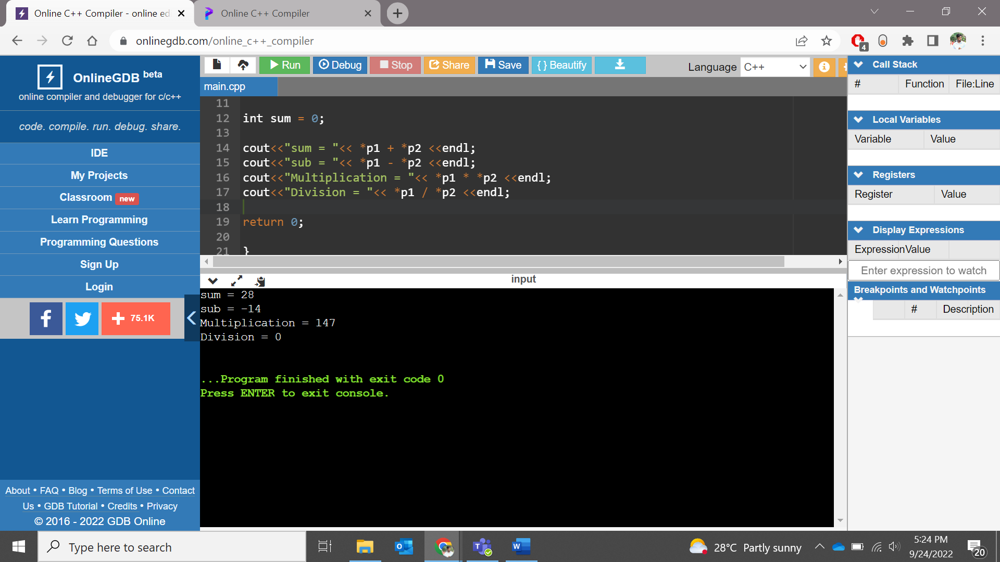 Online C++ Compiler - online ed
Online C++ Compiler
onlinegdb.com/online_c++_compiler
4
OnlineGDB beta
online compiler and debugger for c/c++
code. compile. run. debug. share.
IDE
My Projects
Classroom new
Learn Programming
Programming Questions
Sign Up
Login
75.1K
About • FAQ • Blog • Terms of Use • Contact
Us • GDB Tutorial • Credits • Privacy
© 2016 - 2022 GDB Online
Run
Debug
Stop
Share
Save
{ } Beautify
Language C++
main.cpp
11
12 int sum = 0;
13
14 cout<<"sum = "<< *p1 + *p2 <<endl;
15 cout<<"sub = "<< *p1 - *p2 <<endl;
16 cout<<"Multiplication = "<< *p1 * *p2 <<endl;
17 cout<<"Division = "<< *p1 / *p2 <<endl;
18
19 return 0;
20
21 }
input
sum = 28
sub = -14
Multiplication = 147
Division = 0
...Program finished with exit code 0
Press ENTER to exit console.
Call Stack
# Function File:Line
Local Variables
Variable Value
Registers
Register Value
Display Expressions
Expression Value
Enter expression to watch
Breakpoints and Watchpoints
# Description
Type here to search
28°C Partly sunny
5:24 PM
9/24/2022
20